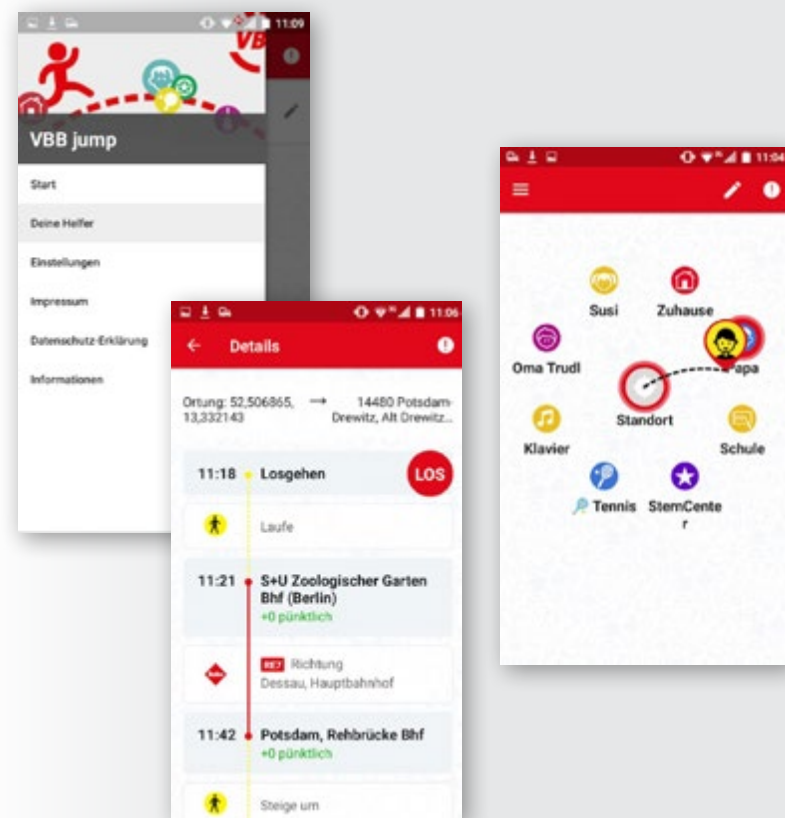 11:09
VB
VBB jump
Start
Deine Helfer
Einstellungen
Impressum
Datenschutz-Erklärung
Informationen
11:06
Details
Ortung: 52,506865,
13,332143
→
14480 Potsdam-
Drewitz, Alt Drewitz...
11:18 Losgehen
LOS
Laufe
11:21 S+U Zoologischer Garten
Bhf (Berlin)
+0 pünktlich
RE7 Richtung
Dessau, Hauptbahnhof
11:42 Potsdam, Rehbrücke Bhf
+0 pünktlich
Steige um
11:04
Susi
Zuhause
Oma Trudl
Papa
Standort
Klavier
Schule
Tennis
SternCente
r